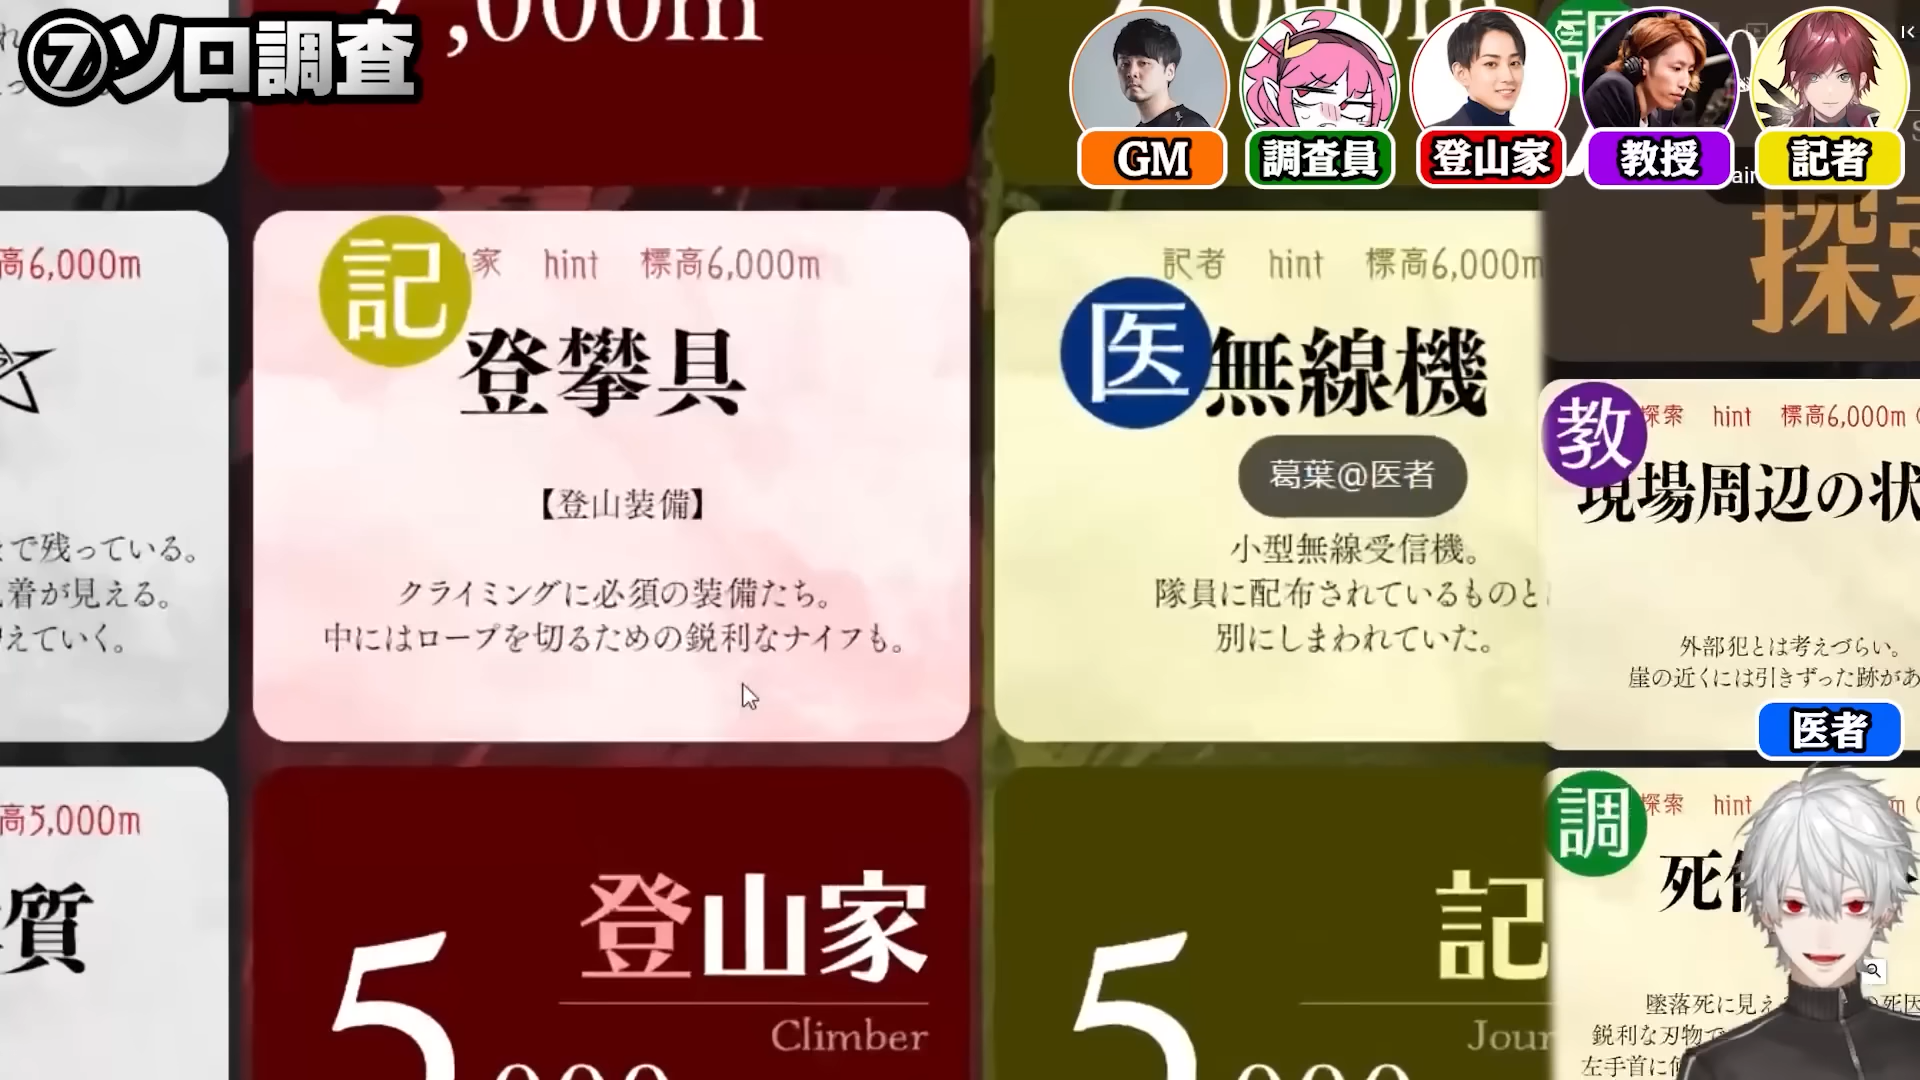 ⑦ソロ調査
,000m
GM
調査員
登山家
教授
記者
高6,000m
で残っている。
着が見える。
えていく。
高5,000m
質
記
家 hint 標高6,000m
登攀具
【登山装備】
クライミングに必須の装備たち。
中にはロープを切るための鋭利なナイフも。
登山家
Climber
5,000
記者 hint 標高6,000m
医
無線機
葛葉@医者
小型無線受信機。
隊員に配布されているものと
別にしまわれていた。
記
Jour
5,000
探
教
探索 hint 標高6,000m
現場周辺の状
外部犯とは考えづらい。
崖の近くには引きずった跡があ
医者
調
探索 hint
死
墜落死に見え
の死因
鋭利な刃物で
左手首に